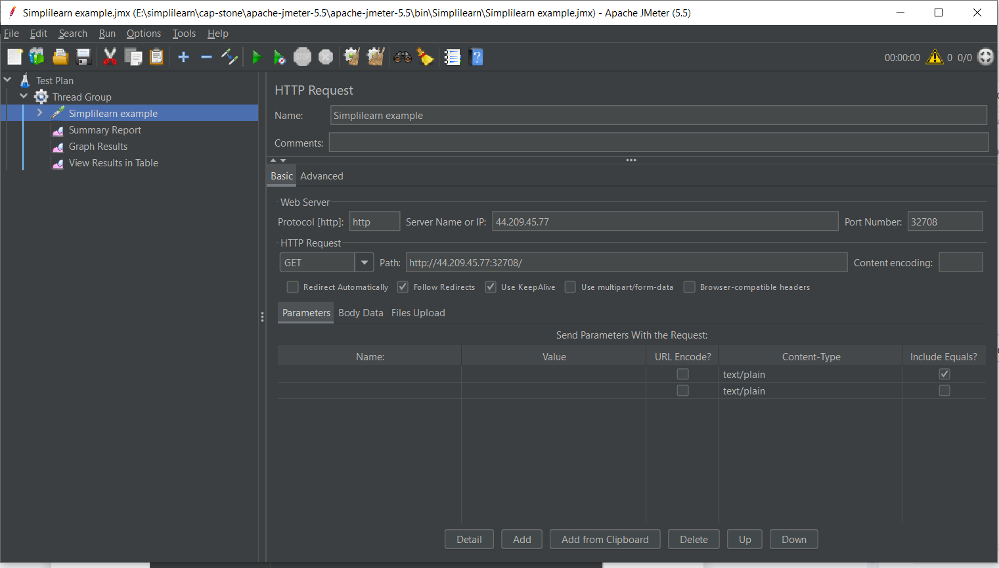 Simplilearn example.jmx (E:\simplilearn\cap-stone\apache-jmeter-5.5\apache-jmeter-5.5\bin\Simplilearn\Simplilearn example.jmx) - Apache JMeter (5.5)
File Edit Search Run Options Tools Help
STOP 00:00:00 0 0/0
Test Plan
Thread Group
Simplilearn example
Summary Report
Graph Results
View Results in Table
HTTP Request
Name: Simplilearn example
Comments:
Basic Advanced
Web Server
Protocol [http]: http Server Name or IP: 44.209.45.77 Port Number: 32708
HTTP Request
GET Path: http://44.209.45.77:32708/ Content encoding:
Redirect Automatically Follow Redirects Use KeepAlive Use multipart/form-data Browser-compatible headers
Parameters Body Data Files Upload
Send Parameters With the Request:
Name: Value URL Encode? Content-Type Include Equals?
text/plain
text/plain
Detail Add Add from Clipboard Delete Up Down